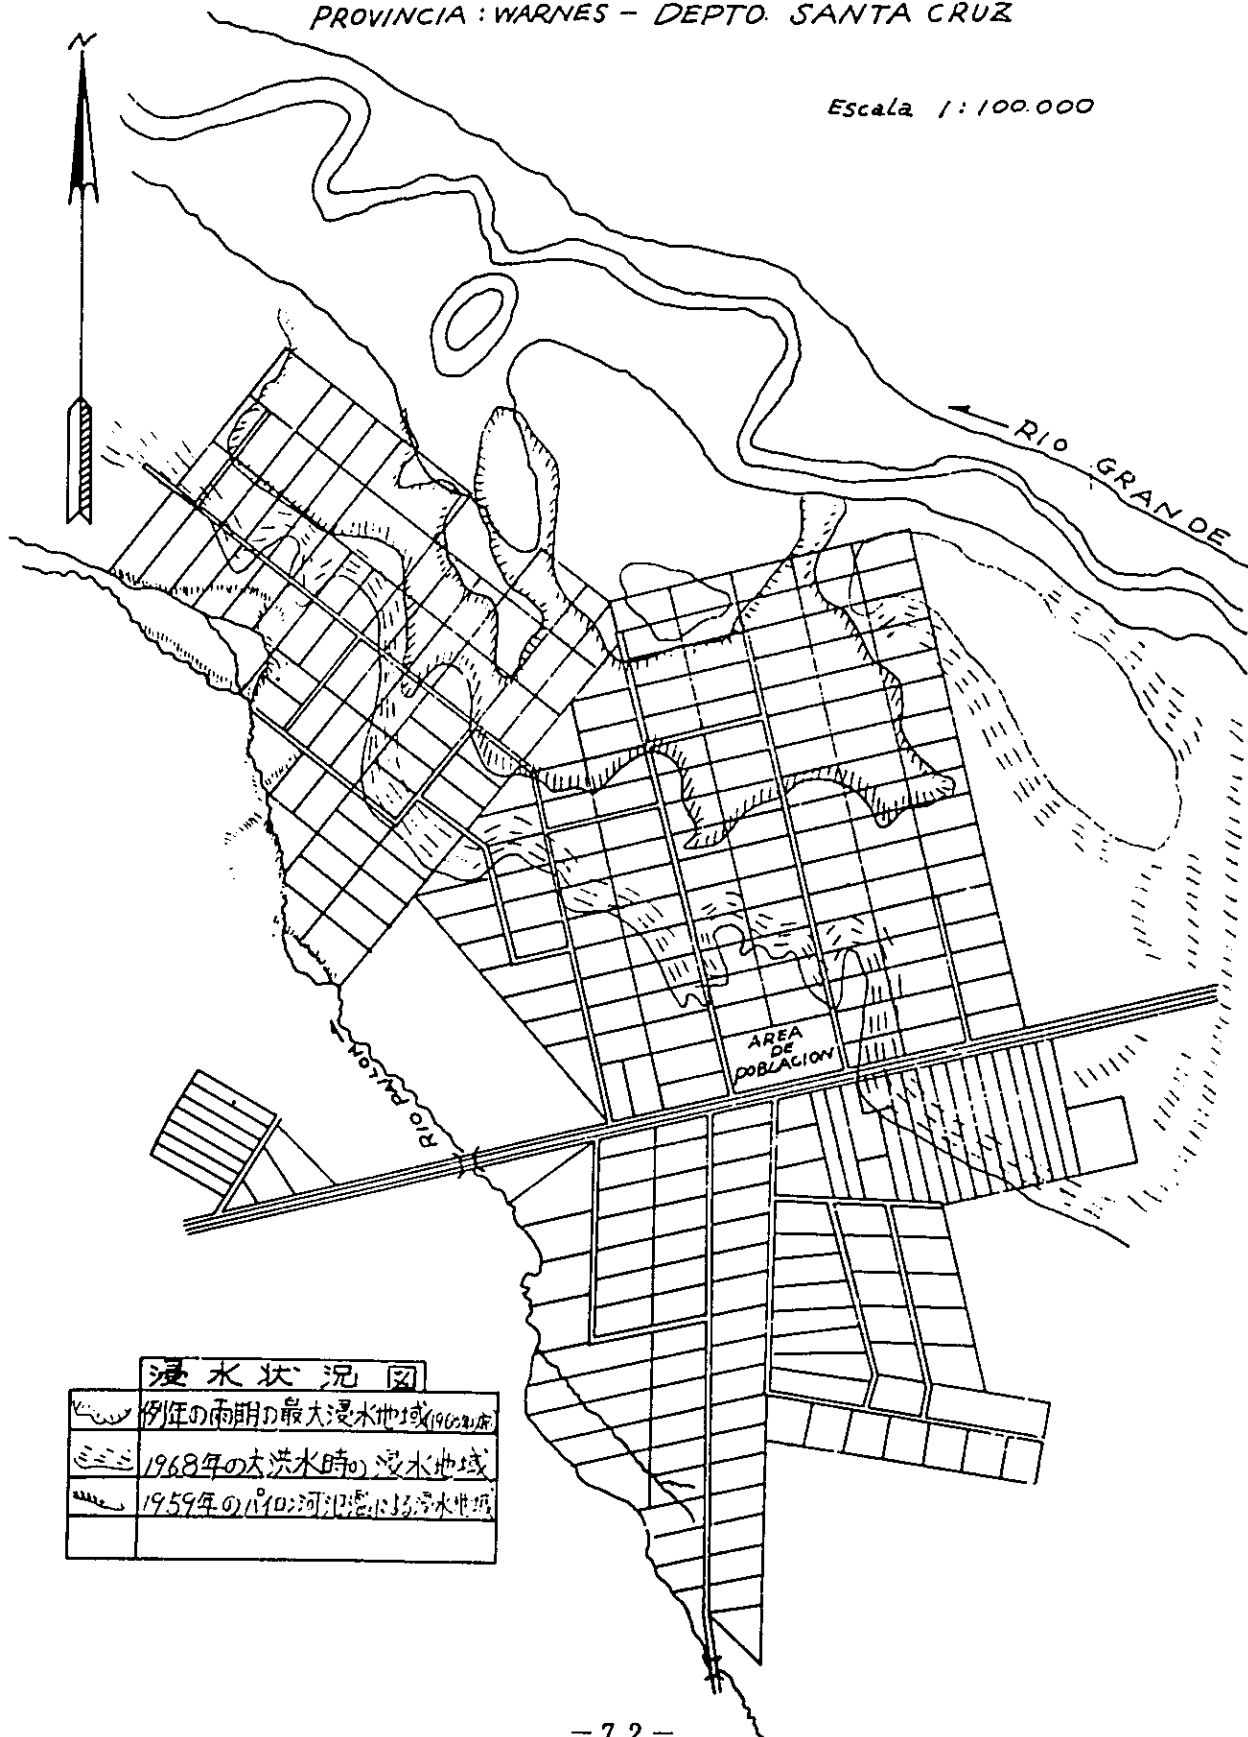 PROVINCIA : WARNES - DEPTO. SANTA CRUZ
N
Escala 1:100.000
RIO GRANDE
AREA
DE
POBLACION
RIO PAILON
浸水状況図
例年の雨期の最大浸水地域
1968年の大洪水時の浸水地域
1959年のパイロン河氾濫による浸水地域
—72—